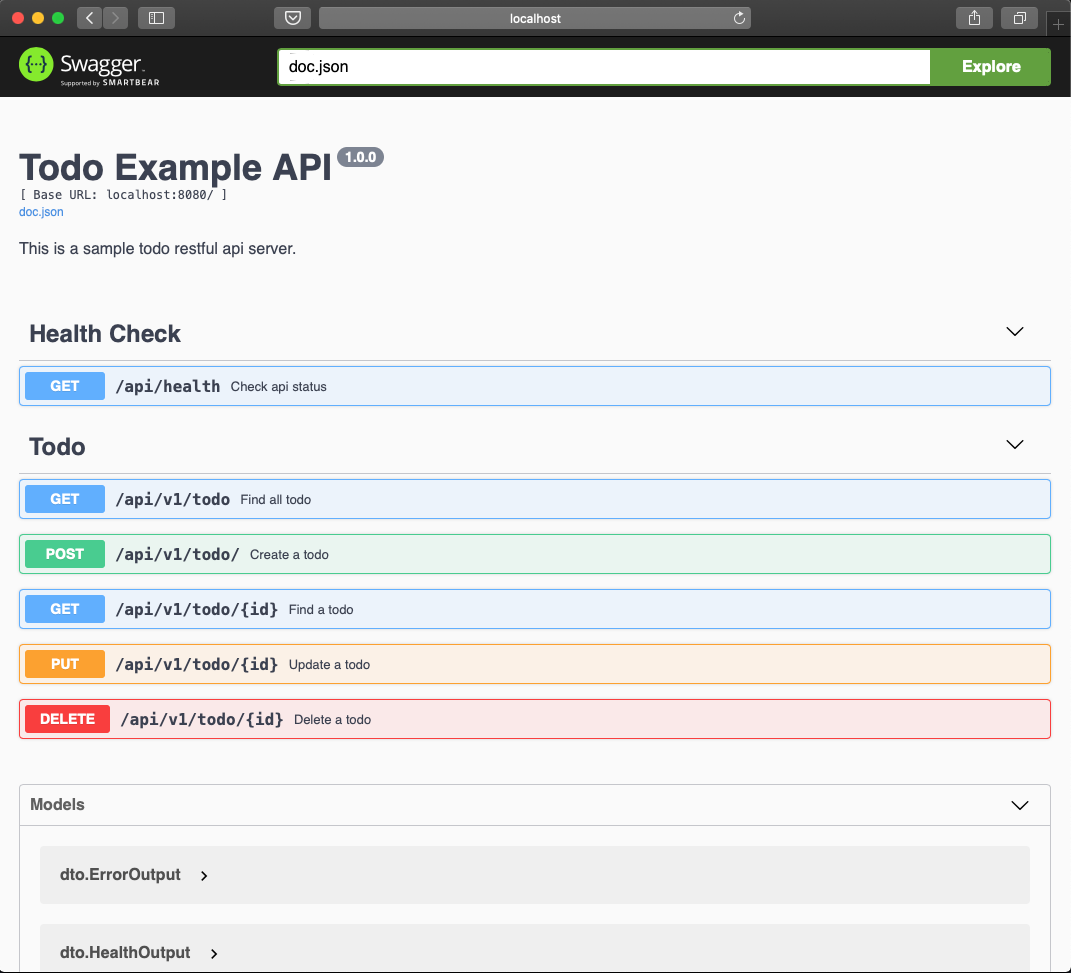 localhost
Swagger
Supported by SMARTBEAR
doc.json
Explore
Todo Example API 1.0.0
[ Base URL: localhost:8080/ ]
doc.json
This is a sample todo restful api server.
Health Check
GET /api/health Check api status
Todo
GET /api/v1/todo Find all todo
POST /api/v1/todo/ Create a todo
GET /api/v1/todo/{id} Find a todo
PUT /api/v1/todo/{id} Update a todo
DELETE /api/v1/todo/{id} Delete a todo
Models
dto.ErrorOutput
dto.HealthOutput